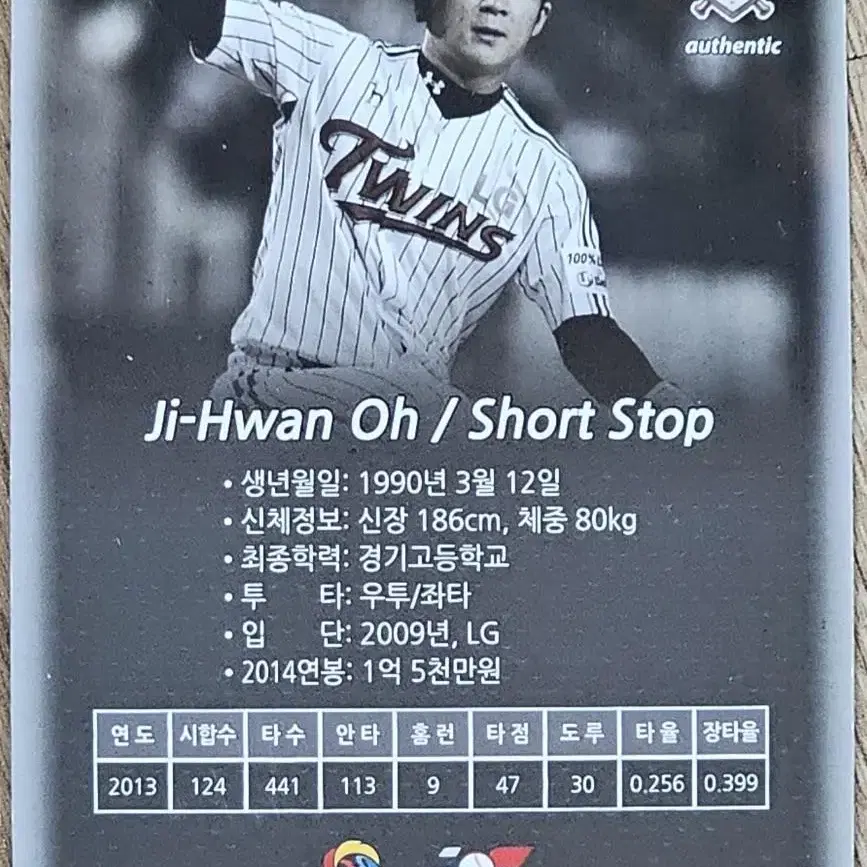 authentic
TWINS
LG
100%
Ji-Hwan Oh / Short Stop
• 생년월일: 1990년 3월 12일
• 신체정보: 신장 186cm, 체중 80kg
• 최종학력: 경기고등학교
• 투 타: 우투/좌타
• 입 단: 2009년, LG
• 2014연봉: 1억 5천만원
연도 시합수 타수 안타 홈런 타점 도루 타율 장타율
2013 124 441 113 9 47 30 0.256 0.399